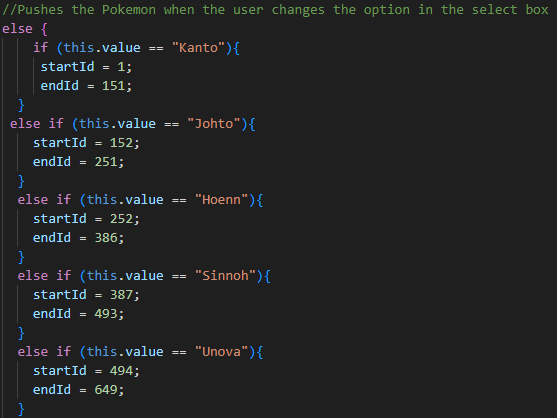 //Pushes the Pokemon when the user changes the option in the select box
else {
if (this.value == "Kanto"){
startId = 1;
endId = 151;
}
else if (this.value == "Johto"){
startId = 152;
endId = 251;
}
else if (this.value == "Hoenn"){
startId = 252;
endId = 386;
}
else if (this.value == "Sinnoh"){
startId = 387;
endId = 493;
}
else if (this.value == "Unova"){
startId = 494;
endId = 649;
}